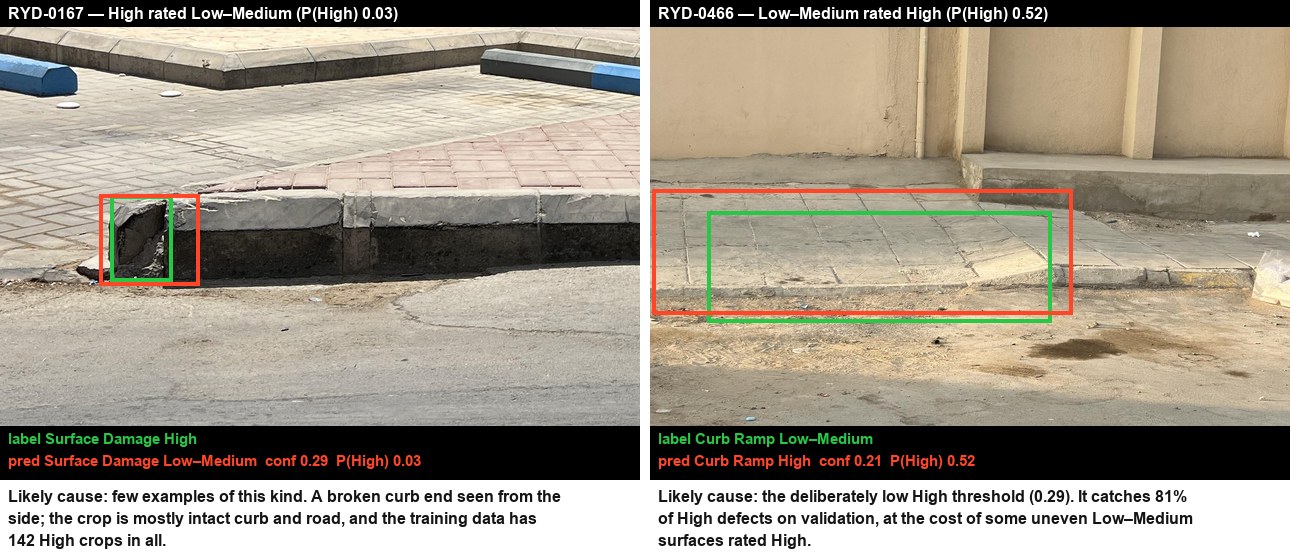 RYD-0167 — High rated Low–Medium (P(High) 0.03)
label Surface Damage High
pred Surface Damage Low–Medium conf 0.29 P(High) 0.03
Likely cause: few examples of this kind. A broken curb end seen from the
side; the crop is mostly intact curb and road, and the training data has
142 High crops in all.
RYD-0466 — Low–Medium rated High (P(High) 0.52)
label Curb Ramp Low–Medium
pred Curb Ramp High conf 0.21 P(High) 0.52
Likely cause: the deliberately low High threshold (0.29). It catches 81%
of High defects on validation, at the cost of some uneven Low–Medium
surfaces rated High.